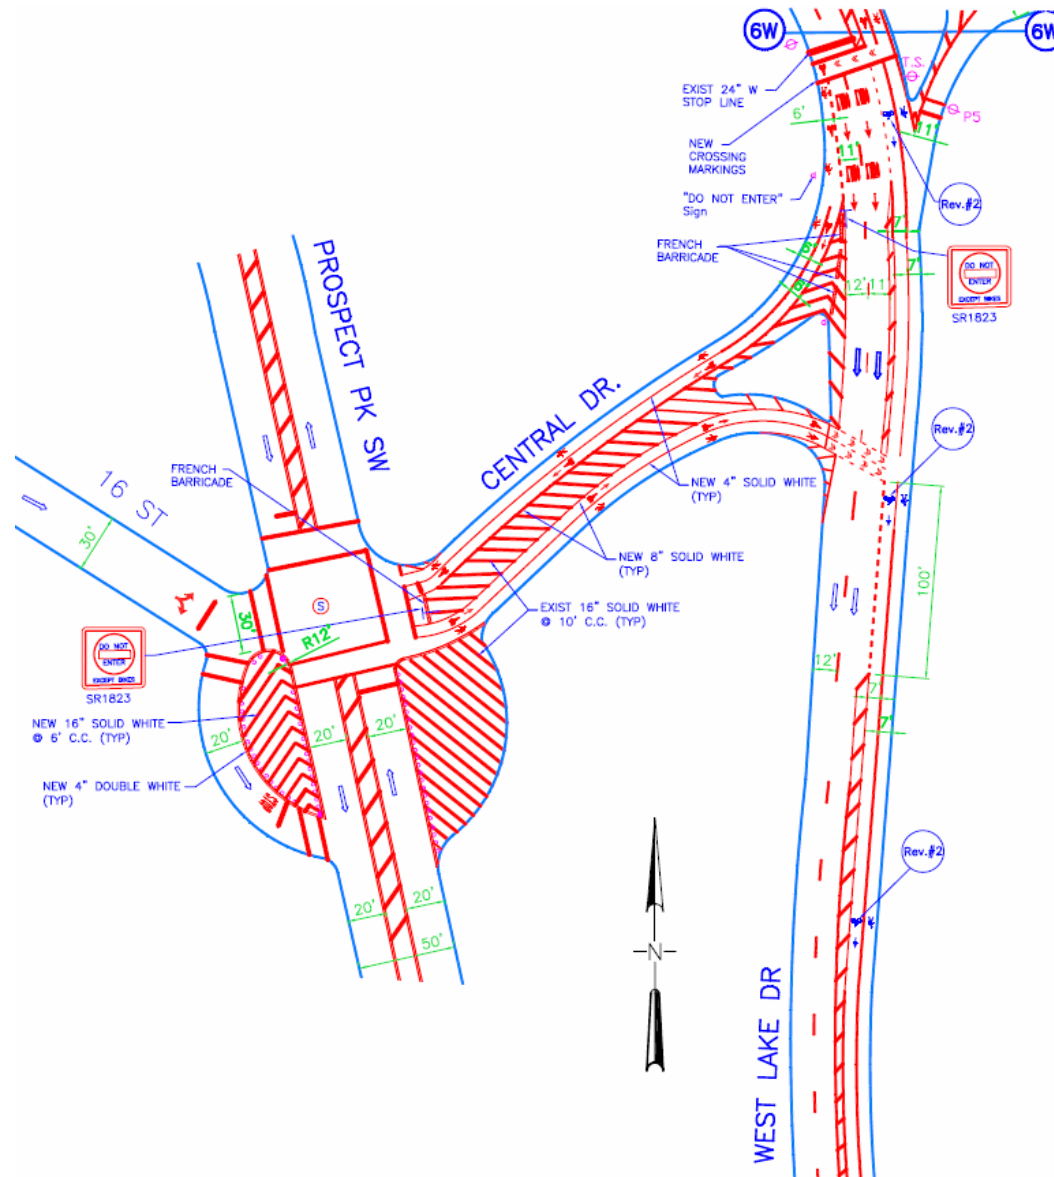 6W
6W
EXIST 24" W
STOP LINE
T.S.
P5
11'
6'
NEW
CROSSING
MARKINGS
11'
"DO NOT ENTER"
Sign
Rev.#2
7'
FRENCH
BARRICADE
7'
DO NOT
ENTER
EXCEPT BIKES
SR1823
12'
11'
PROSPECT PK SW
CENTRAL DR.
Rev.#2
16 ST
30'
FRENCH
BARRICADE
NEW 4" SOLID WHITE
(TYP)
NEW 8" SOLID WHITE
(TYP)
EXIST 16" SOLID WHITE
@ 10' C.C. (TYP)
100'
S
30'
R12'
DO NOT
ENTER
EXCEPT BIKES
SR1823
12'
7'
7'
NEW 16" SOLID WHITE
@ 6' C.C. (TYP)
20'
20'
20'
NEW 4" DOUBLE WHITE
(TYP)
Rev.#2
20'
20'
50'
N
WEST LAKE DR